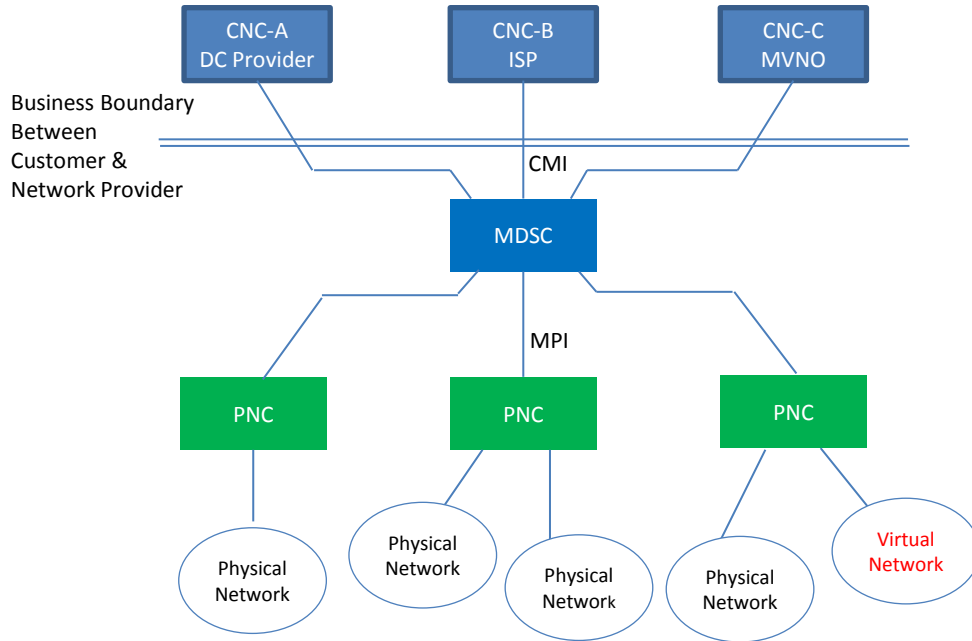 CNC-A
DC Provider
CNC-B
ISP
CNC-C
MVNO
Business Boundary
Between
Customer &
Network Provider
CMI
MDSC
MPI
PNC
PNC
PNC
Physical
Network
Physical
Network
Physical
Network
Physical
Network
Virtual
Network